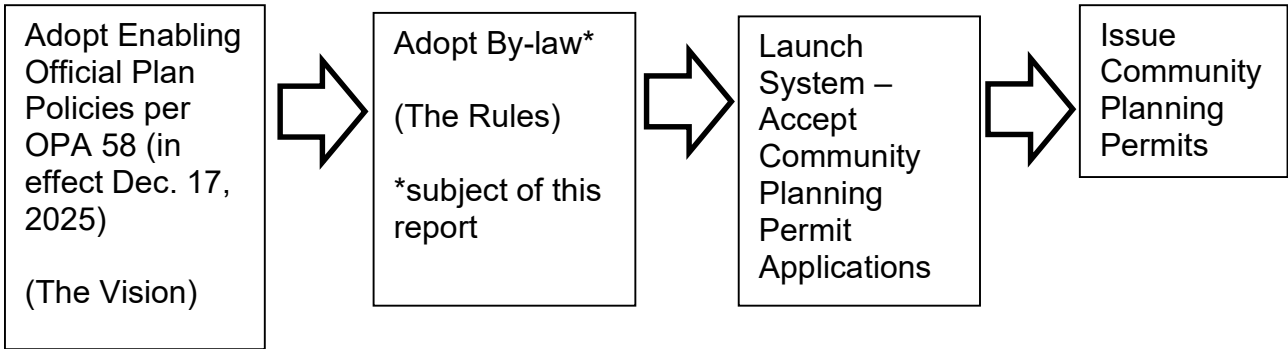 Adopt Enabling
Official Plan
Policies per
OPA 58 (in
effect Dec. 17,
2025)
(The Vision)
Adopt By-law*
(The Rules)
*subject of this
report
Launch
System –
Accept
Community
Planning
Permit
Applications
Issue
Community
Planning
Permits